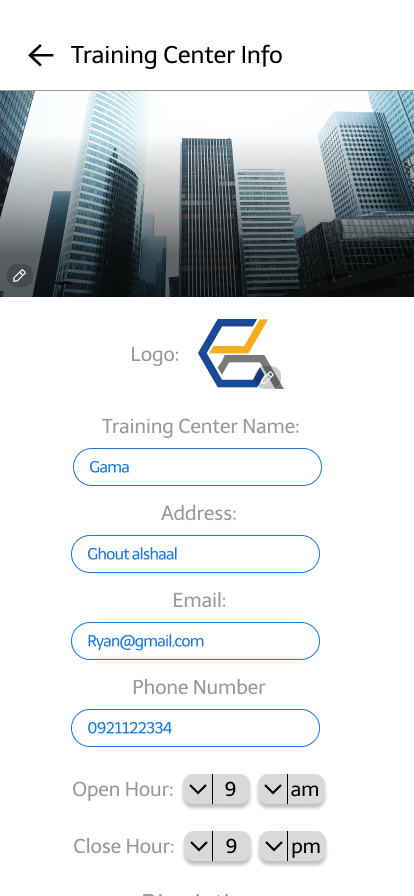 Training Center Info
Logo:
Training Center Name:
Gama
Address:
Ghout alshaal
Email:
Ryan@gmail.com
Phone Number
0921122334
Open Hour: 9 am
Close Hour: 9 pm